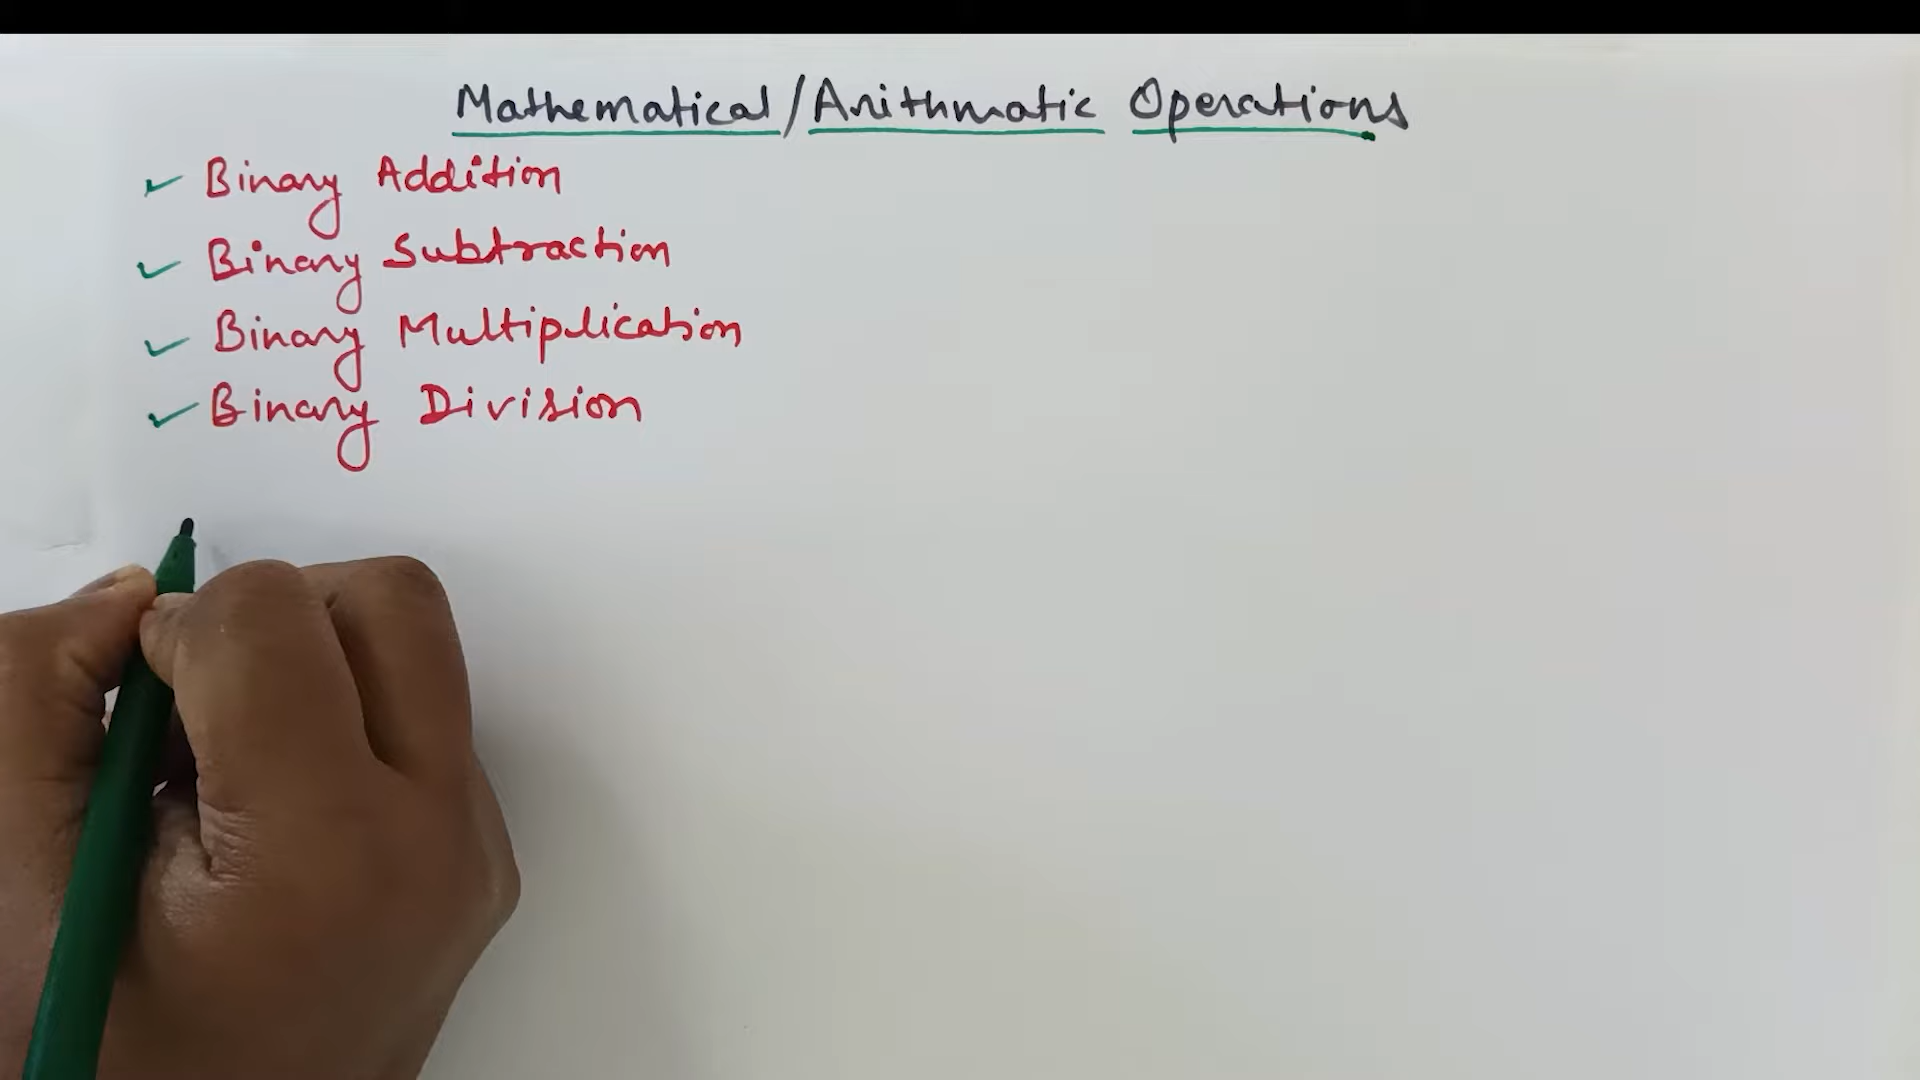 Mathematical/Arithmatic Operations
Binary Addition
Binary Subtraction
Binary Multiplication
Binary Division